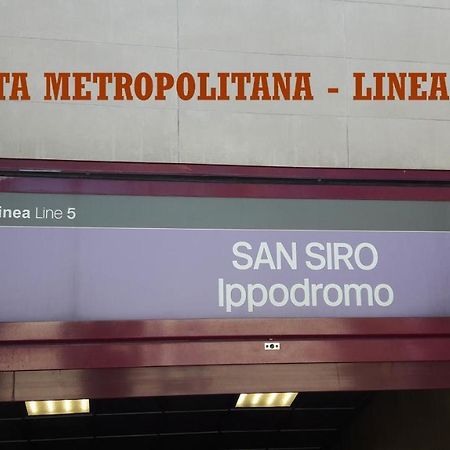 TA METROPOLITANA - LINEA
inea Line 5
SAN SIRO
Ippodromo